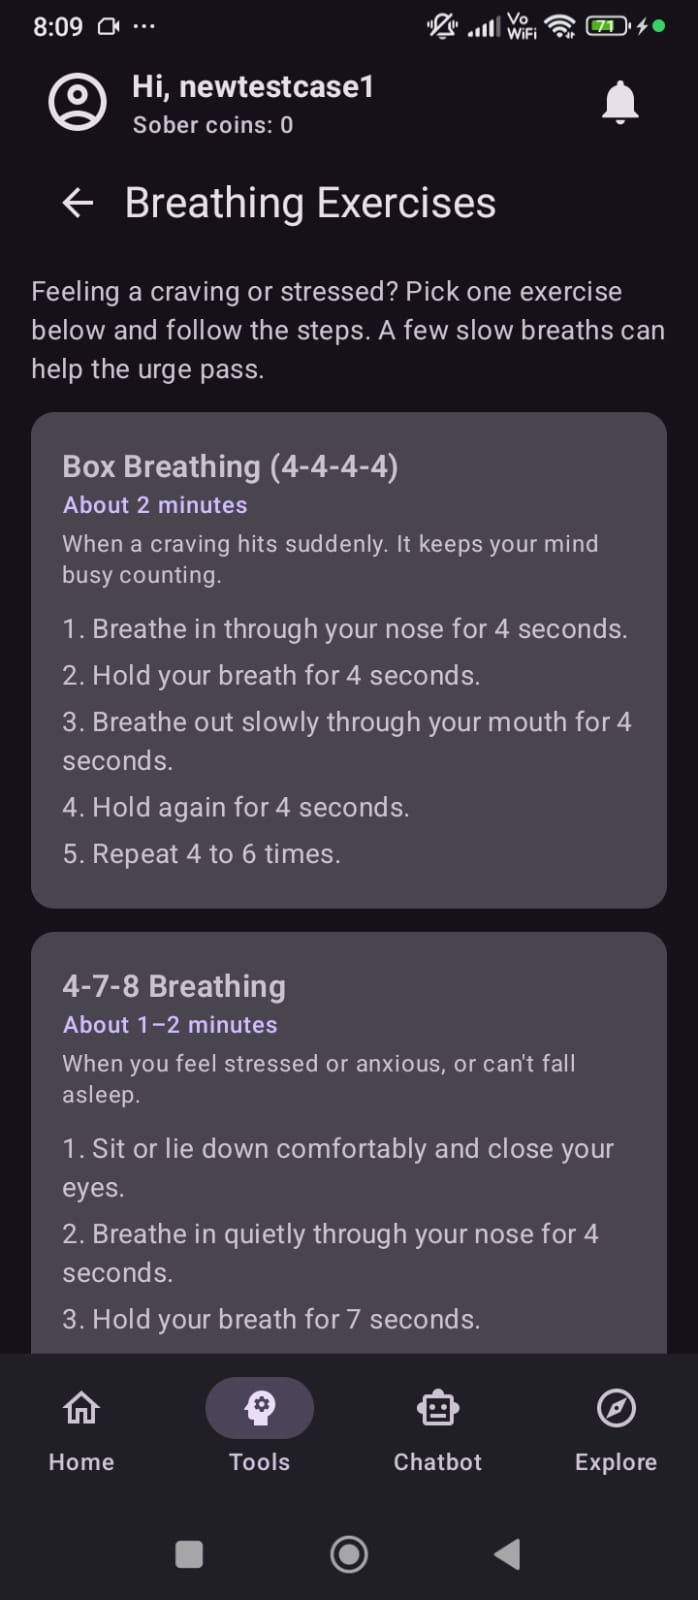 8:09
Vo
WiFi
71
Hi, newtestcase1
Sober coins: 0
Breathing Exercises
Feeling a craving or stressed? Pick one exercise
below and follow the steps. A few slow breaths can
help the urge pass.
Box Breathing (4-4-4-4)
About 2 minutes
When a craving hits suddenly. It keeps your mind
busy counting.
1. Breathe in through your nose for 4 seconds.
2. Hold your breath for 4 seconds.
3. Breathe out slowly through your mouth for 4
seconds.
4. Hold again for 4 seconds.
5. Repeat 4 to 6 times.
4-7-8 Breathing
About 1–2 minutes
When you feel stressed or anxious, or can't fall
asleep.
1. Sit or lie down comfortably and close your
eyes.
2. Breathe in quietly through your nose for 4
seconds.
3. Hold your breath for 7 seconds.
Home
Tools
Chatbot
Explore